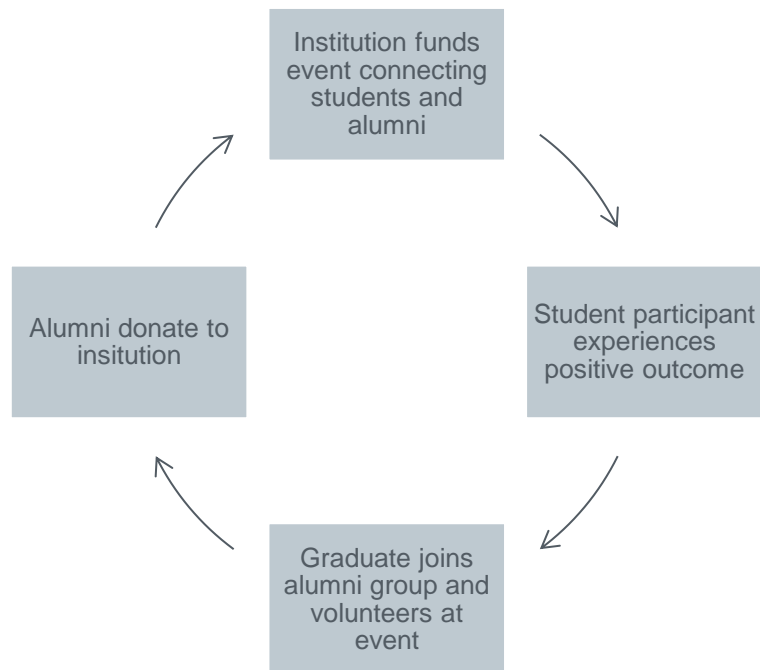 Institution funds
event connecting
students and
alumni
Student participant
experiences
positive outcome
Graduate joins
alumni group and
volunteers at
event
Alumni donate to
insitution